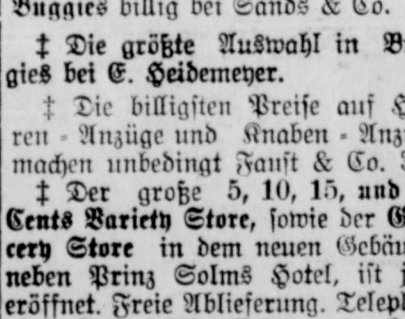 Buggies billig bei Sands & Co.
‡ Die größte Auswahl in B
gies bei E. Heidemeyer.
‡ Die billigsten Preise auf H
ren-Anzüge und Knaben-Anz
machen unbedingt Faust & Co.
‡ Der große 5, 10, 15, und
Cents Variety Store, sowie der G
cery Store in dem neuen Gebäu
neben Prinz Solms Hotel, ist j
eröffnet. Freie Ablieferung. Teleph